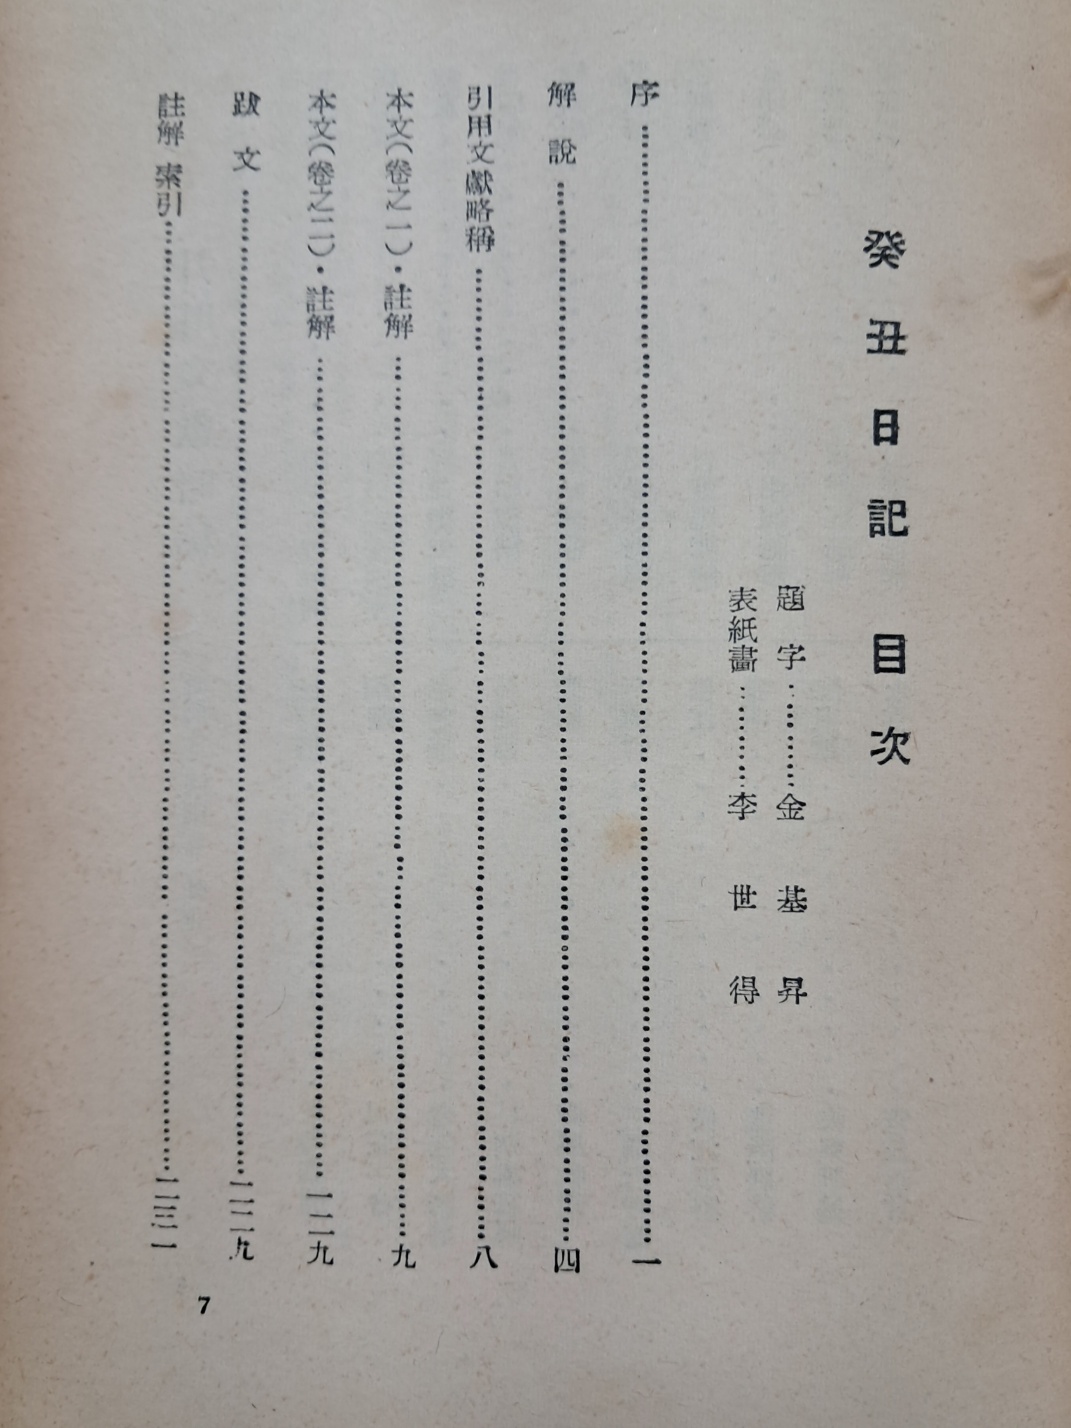 癸丑日記 目次
題字…………金基昇
表紙畵…………李世得
序…………一
解說…………四
引用文獻略稱…………八
本文(卷之一)・註解…………九
本文(卷之二)・註解…………一二九
跋文…………二二九
註解 索引…………二三一
7